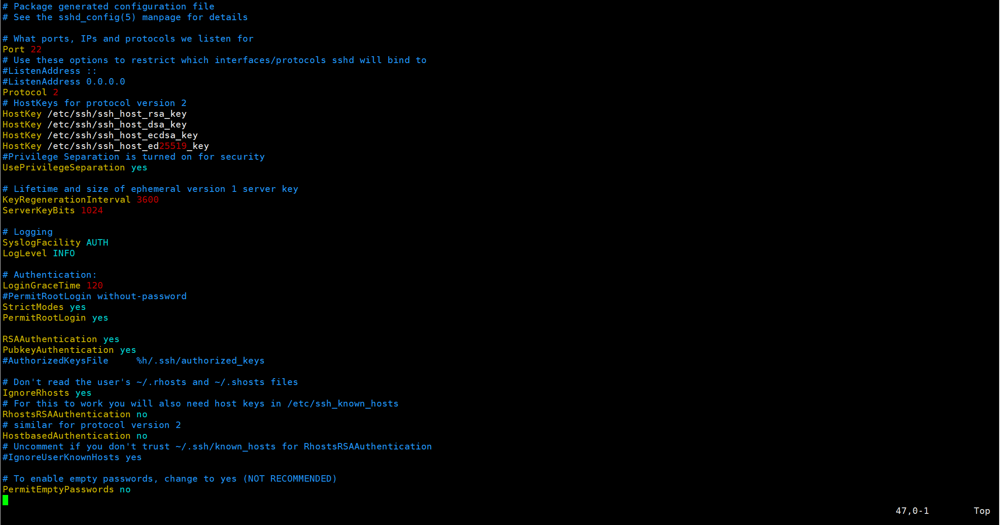 # Package generated configuration file
# See the sshd_config(5) manpage for details
# What ports, IPs and protocols we listen for
Port 22
# Use these options to restrict which interfaces/protocols sshd will bind to
#ListenAddress ::
#ListenAddress 0.0.0.0
Protocol 2
# HostKeys for protocol version 2
HostKey /etc/ssh/ssh_host_rsa_key
HostKey /etc/ssh/ssh_host_dsa_key
HostKey /etc/ssh/ssh_host_ecdsa_key
HostKey /etc/ssh/ssh_host_ed25519_key
#Privilege Separation is turned on for security
UsePrivilegeSeparation yes
# Lifetime and size of ephemeral version 1 server key
KeyRegenerationInterval 3600
ServerKeyBits 1024
# Logging
SyslogFacility AUTH
LogLevel INFO
# Authentication:
LoginGraceTime 120
#PermitRootLogin without-password
StrictModes yes
PermitRootLogin yes
RSAAuthentication yes
PubkeyAuthentication yes
#AuthorizedKeysFile     %h/.ssh/authorized_keys
# Don't read the user's ~/.rhosts and ~/.shosts files
IgnoreRhosts yes
# For this to work you will also need host keys in /etc/ssh_known_hosts
RhostsRSAAuthentication no
# similar for protocol version 2
HostbasedAuthentication no
# Uncomment if you don't trust ~/.ssh/known_hosts for RhostsRSAAuthentication
#IgnoreUserKnownHosts yes
# To enable empty passwords, change to yes (NOT RECOMMENDED)
PermitEmptyPasswords no
47,0-1        Top